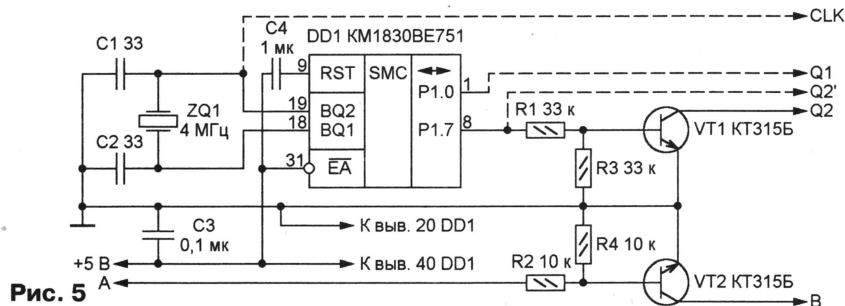 CLK
C1 33
C4
1 мк
DD1 КМ1830ВЕ751
9
RST
SMC
Q1
P1.0
1
Q2'
ZQ1
4 МГц
19
BQ2
R1 33 к
Q2
18
BQ1
P1.7
8
VT1 КТ315Б
C2 33
31
EA
R3 33 к
C3
0,1 мк
К выв. 20 DD1
R4 10 к
+5 В
К выв. 40 DD1
R2 10 к
A
VT2 КТ315Б
Рис. 5
B